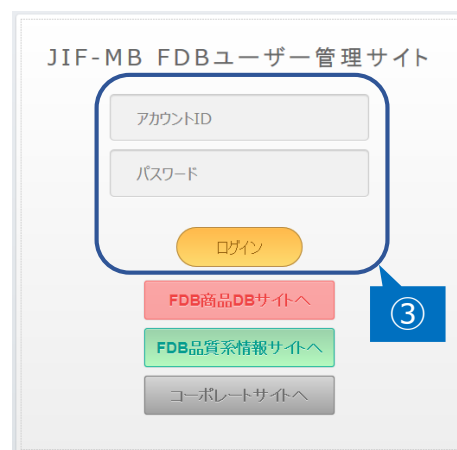 JIF-MB FDBユーザー管理サイト
アカウントID
パスワード
ログイン
FDB商品DBサイトへ
③
FDB品質系情報サイトへ
コーポレートサイトへ